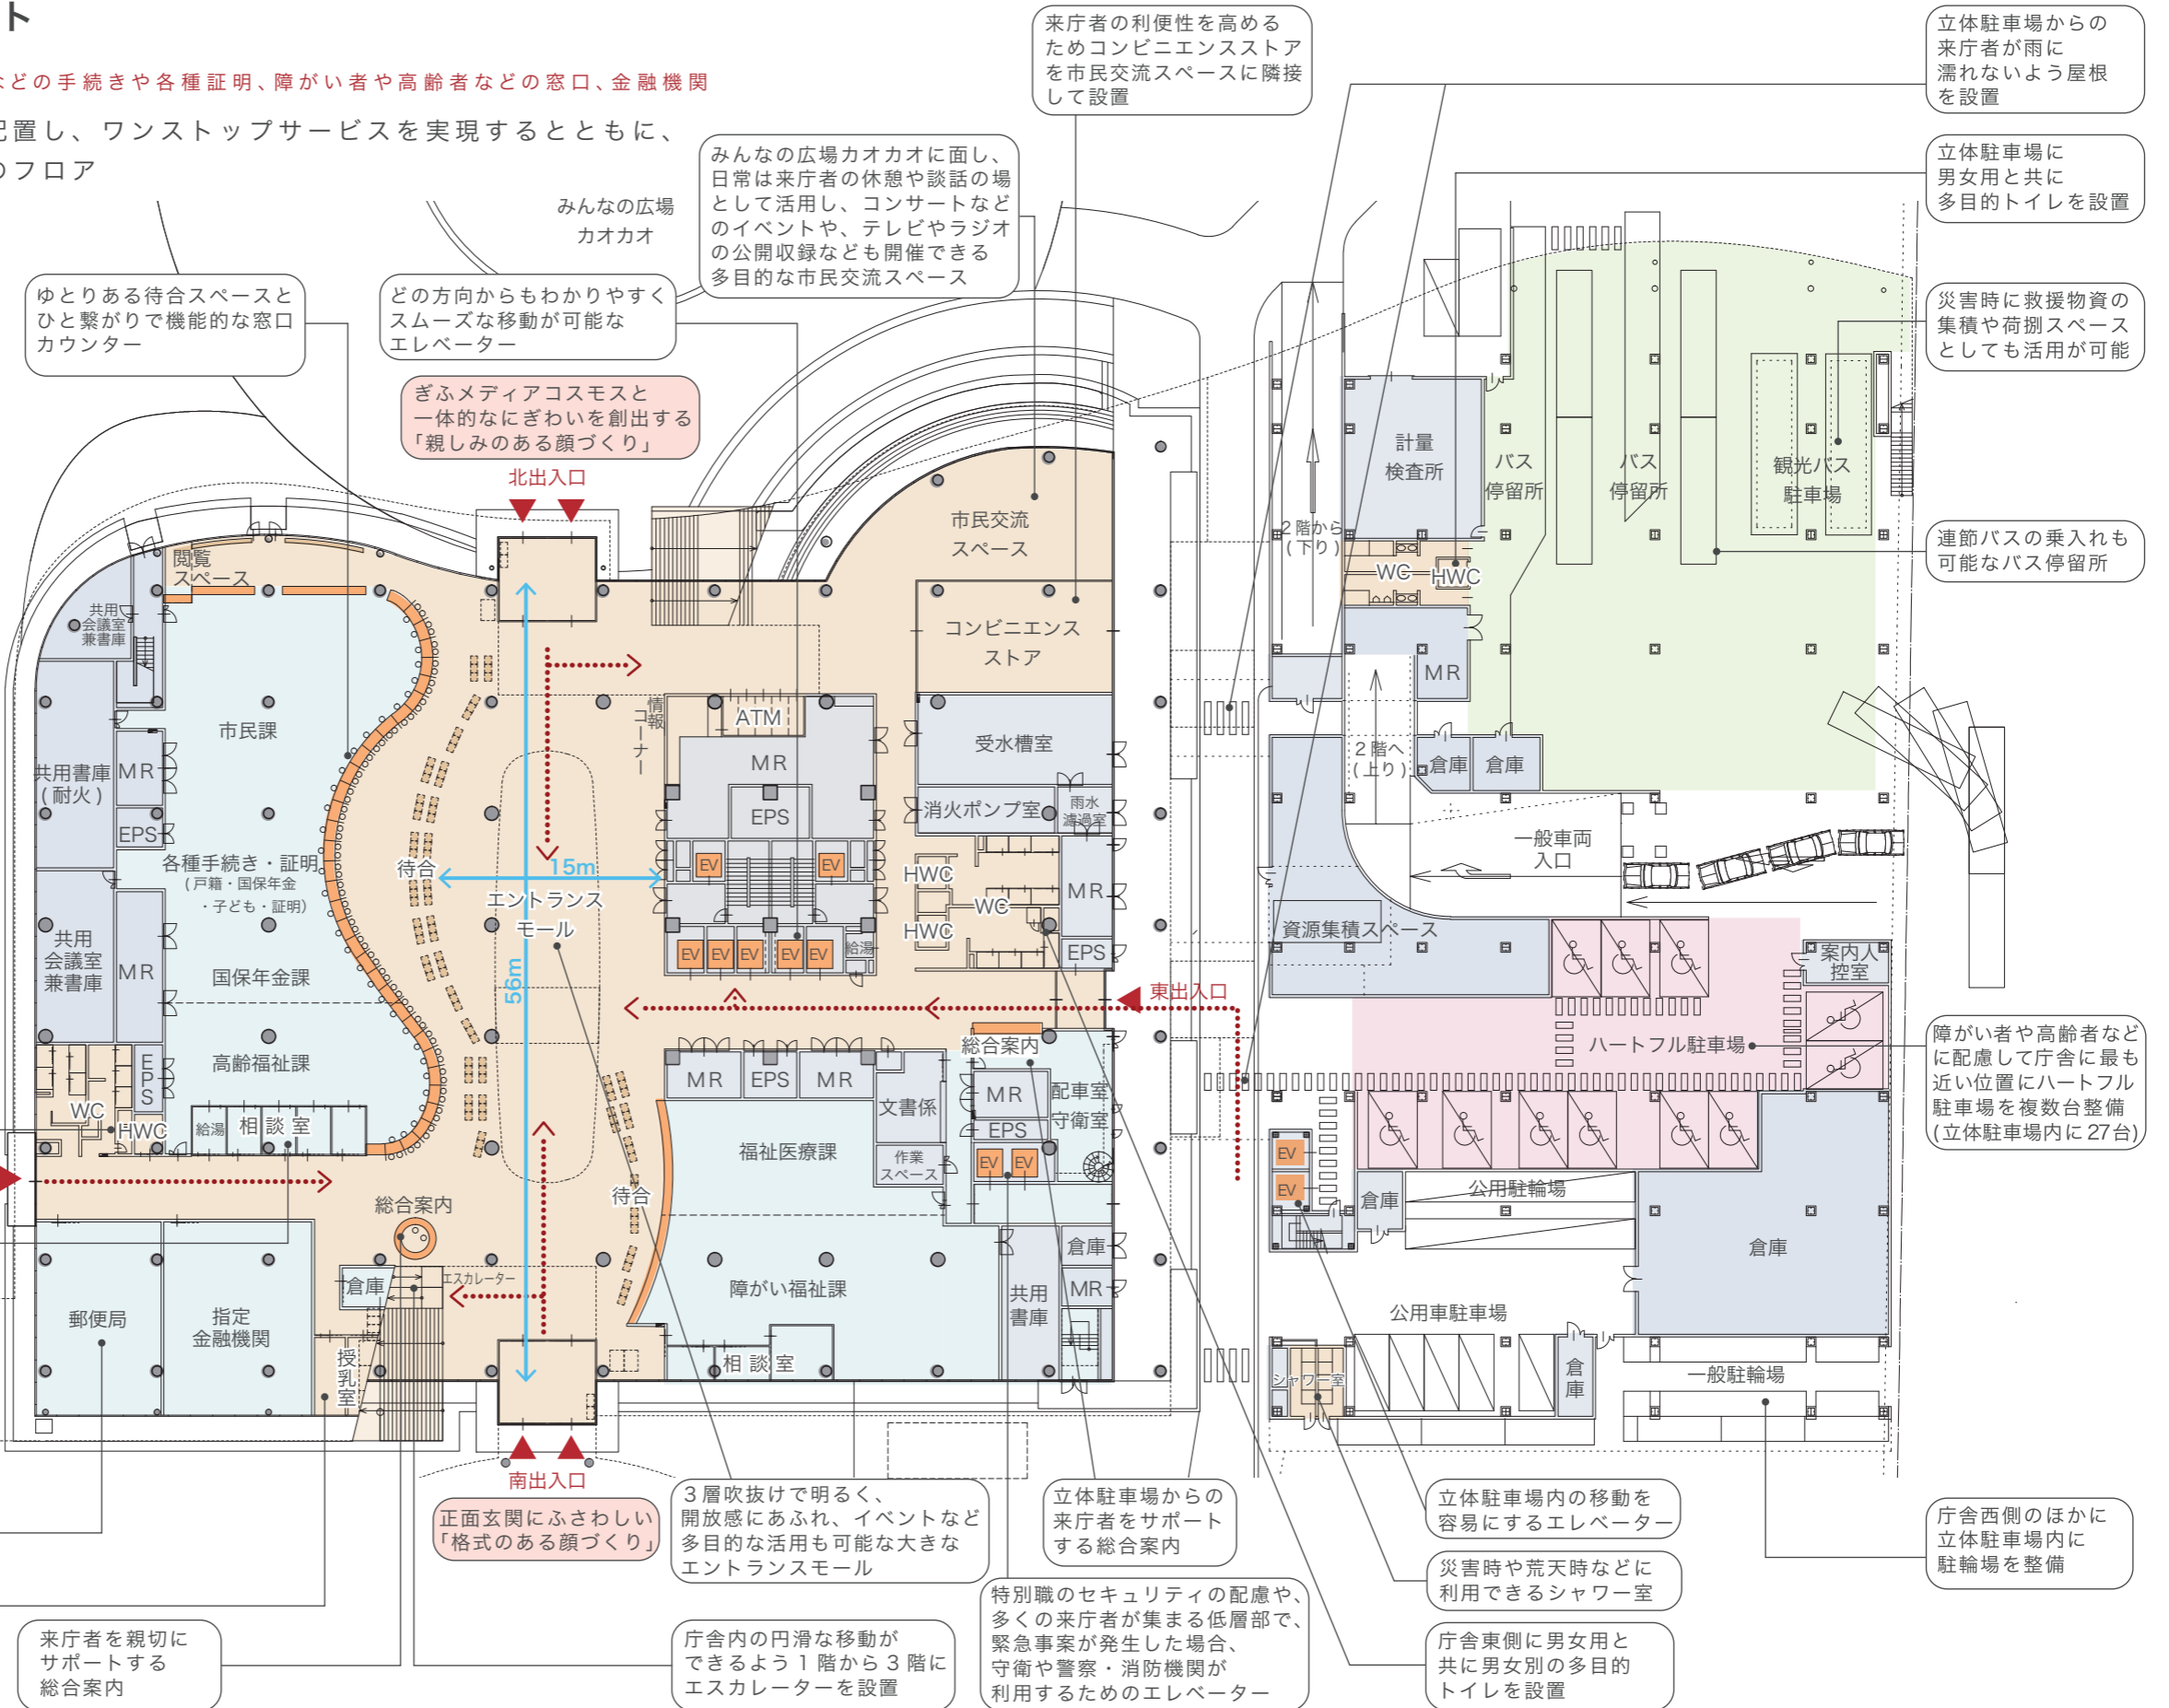 ト
などの手続きや各種証明、障がい者や高齢者などの窓口、金融機関
配置し、ワンストップサービスを実現するとともに、
のフロア
みんなの広場
カオカオ
来庁者の利便性を高める
ためコンビニエンスストア
を市民交流スペースに隣接
して設置
立体駐車場からの
来庁者が雨に
濡れないよう屋根
を設置
みんなの広場カオカオに面し、
日常は来庁者の休憩や談話の場
として活用し、コンサートなど
のイベントや、テレビやラジオ
の公開収録なども開催できる
多目的な市民交流スペース
立体駐車場に
男女用と共に
多目的トイレを設置
ゆとりある待合スペースと
ひと繋がりで機能的な窓口
カウンター
どの方向からもわかりやすく
スムーズな移動が可能な
エレベーター
災害時に救援物資の
集積や荷捌スペース
としても活用が可能
ぎふメディアコスモスと
一体的なにぎわいを創出する
「親しみのある顔づくり」
北出入口
連節バスの乗入れも
可能なバス停留所
計量
検査所
バス
停留所
バス
停留所
観光バス
駐車場
2階から
(下り)
WC
HWC
MR
2階へ
(上り)
倉庫
倉庫
一般車両
入口
資源集積スペース
案内人
控室
ハートフル駐車場
障がい者や高齢者など
に配慮して庁舎に最も
近い位置にハートフル
駐車場を複数台整備
(立体駐車場内に27台)
EV
EV
倉庫
公用駐輪場
倉庫
公用車駐車場
シャワー室
倉庫
一般駐輪場
閲覧
スペース
共用
会議室
兼書庫
市民課
共用書庫
(耐火)
MR
EPS
各種手続き・証明
(戸籍・国保年金
・子ども・証明)
共用
会議室
兼書庫
MR
国保年金課
高齢福祉課
EPS
WC
HWC
給湯
相談室
待合
総合案内
倉庫
エスカレーター
郵便局
指定
金融機関
授乳室
市民交流
スペース
コンビニエンス
ストア
情報
コーナー
ATM
MR
EPS
受水槽室
消火ポンプ室
雨水
濾過室
EV
EV
15m
56m
エントランス
モール
HWC
HWC
WC
MR
EPS
EV
EV
EV
EV
EV
給湯
東出入口
総合案内
MR
EPS
MR
文書係
MR
配車室
守衛室
EPS
福祉医療課
作業
スペース
EV
EV
待合
障がい福祉課
共用
書庫
倉庫
MR
相談室
南出入口
正面玄関にふさわしい
「格式のある顔づくり」
3層吹抜けで明るく、
開放感にあふれ、イベントなど
多目的な活用も可能な大きな
エントランスモール
立体駐車場からの
来庁者をサポート
する総合案内
立体駐車場内の移動を
容易にするエレベーター
庁舎西側のほかに
立体駐車場内に
駐輪場を整備
災害時や荒天時などに
利用できるシャワー室
特別職のセキュリティの配慮や、
多くの来庁者が集まる低層部で、
緊急事案が発生した場合、
守衛や警察・消防機関が
利用するためのエレベーター
来庁者を親切に
サポートする
総合案内
庁舎内の円滑な移動が
できるよう1階から3階に
エスカレーターを設置
庁舎東側に男女用と
共に男女別の多目的
トイレを設置